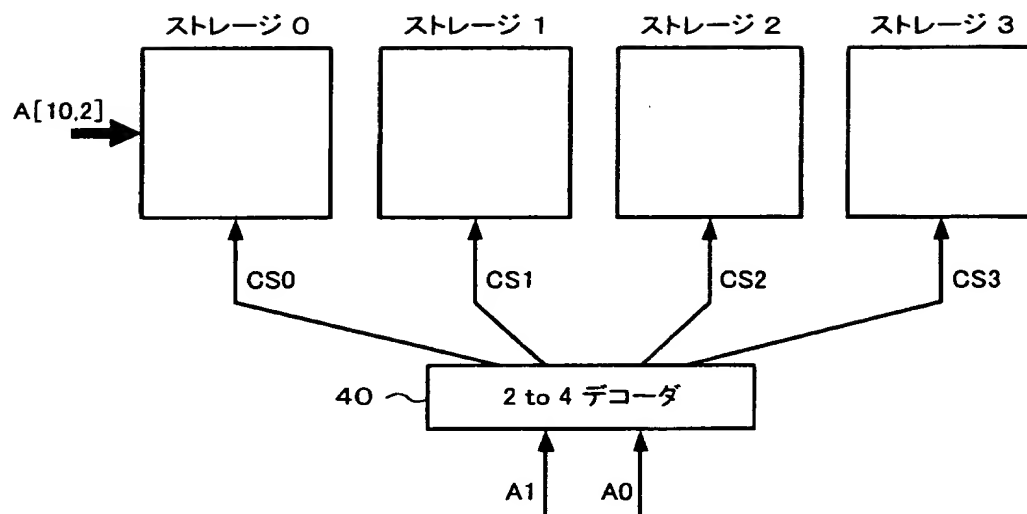 ストレージ 0
ストレージ 1
ストレージ 2
ストレージ 3
A[10,2]
CS0
CS1
CS2
CS3
40
2 to 4 デコーダ
A1
A0